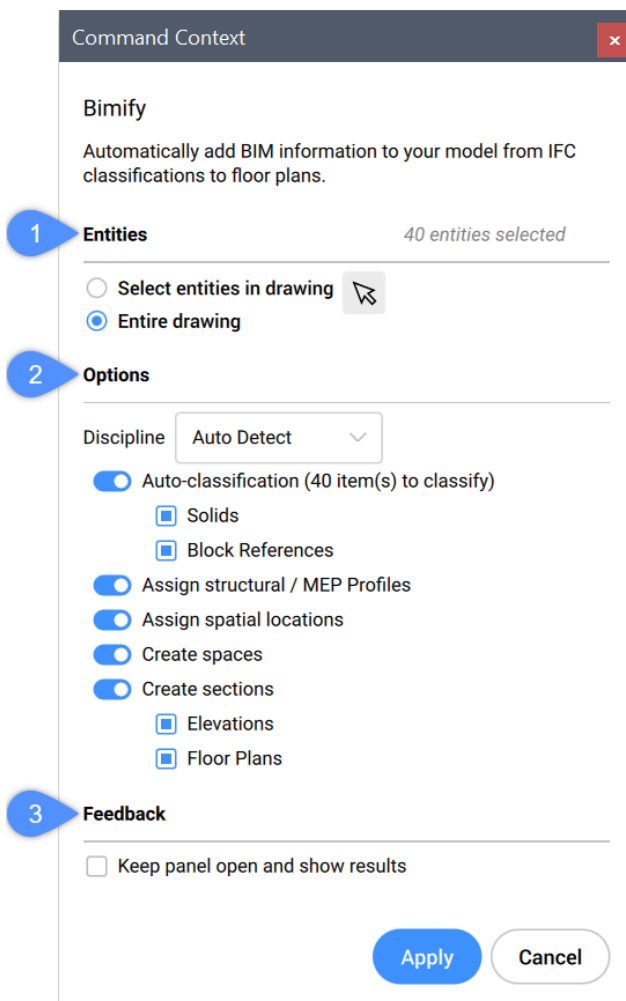 Command Context
Bimify
Automatically add BIM information to your model from IFC
classifications to floor plans.
1 Entities 40 entities selected
Select entities in drawing
Entire drawing
2 Options
Discipline Auto Detect
Auto-classification (40 item(s) to classify)
Solids
Block References
Assign structural / MEP Profiles
Assign spatial locations
Create spaces
Create sections
Elevations
Floor Plans
3 Feedback
Keep panel open and show results
Apply Cancel